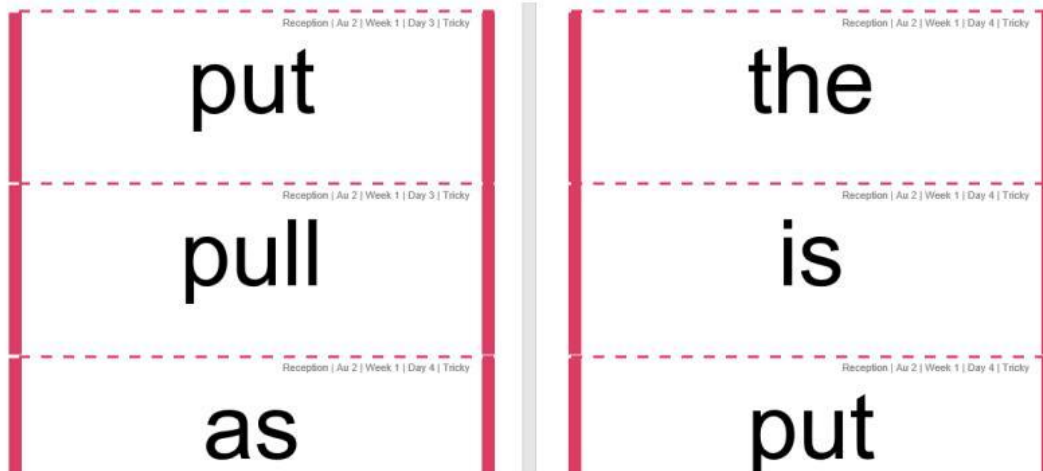 Reception | Au 2 | Week 1 | Day 3 | Tricky
put
Reception | Au 2 | Week 1 | Day 3 | Tricky
pull
Reception | Au 2 | Week 1 | Day 4 | Tricky
as
Reception | Au 2 | Week 1 | Day 4 | Tricky
the
Reception | Au 2 | Week 1 | Day 4 | Tricky
is
Reception | Au 2 | Week 1 | Day 4 | Tricky
put